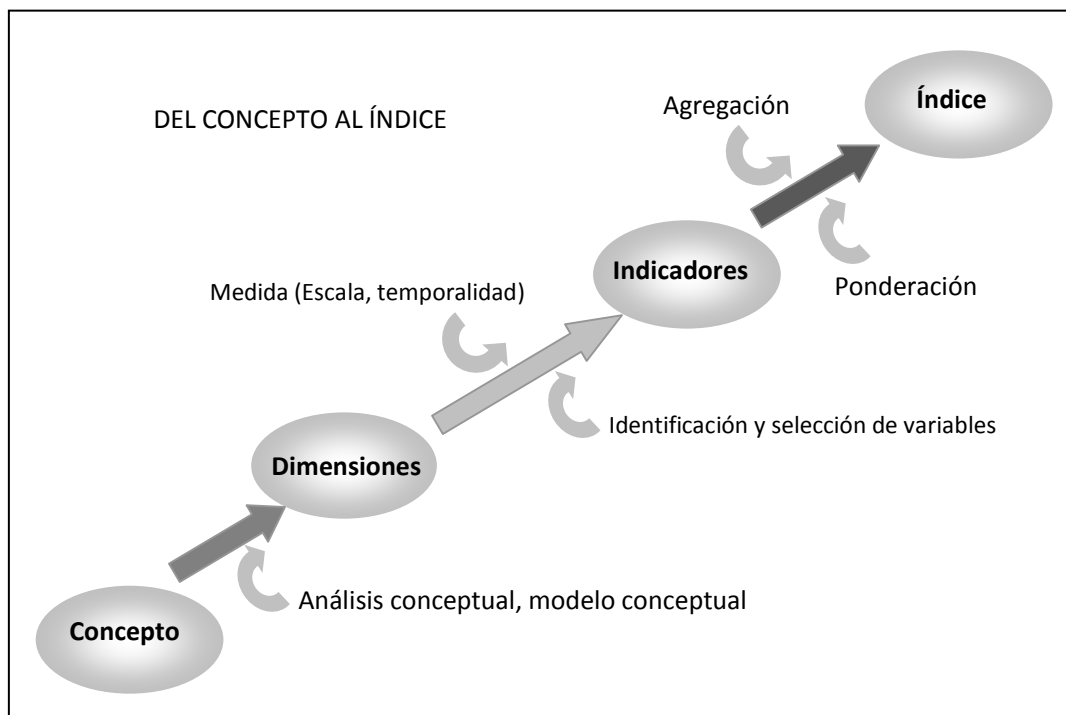 DEL CONCEPTO AL ÍNDICE
Agregación
Índice
Indicadores
Ponderación
Medida (Escala, temporalidad)
Identificación y selección de variables
Dimensiones
Análisis conceptual, modelo conceptual
Concepto